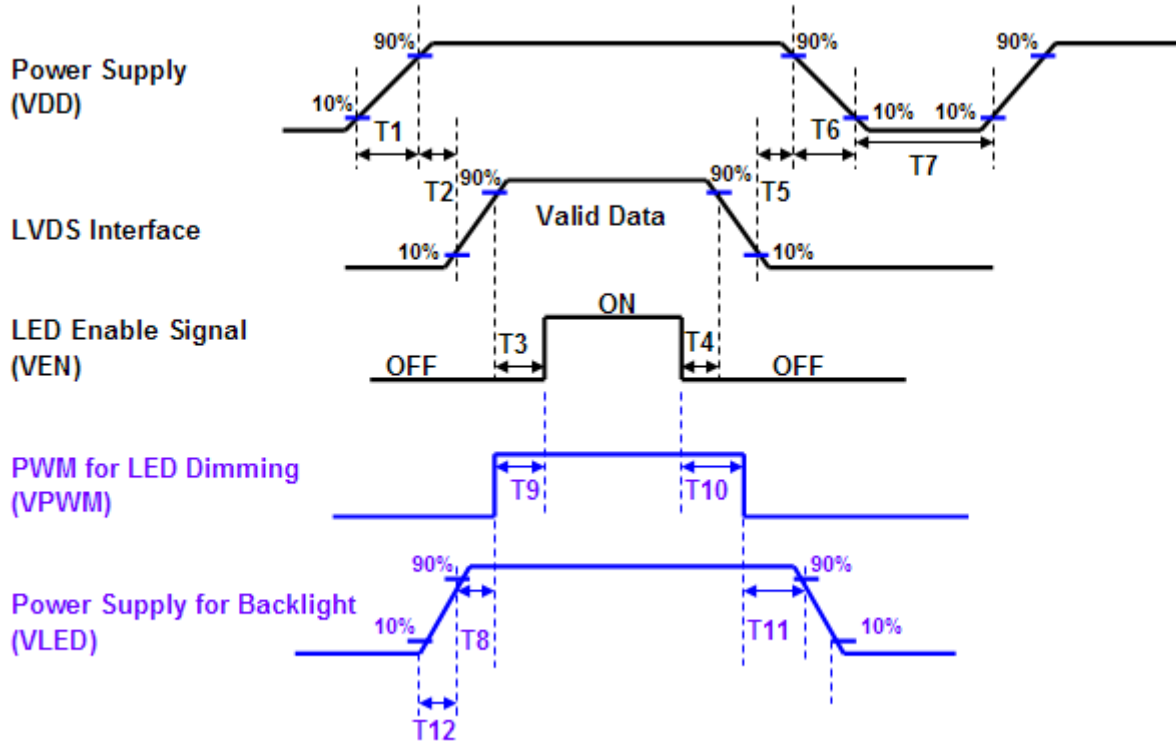 90% 90% 90%
Power Supply
(VDD)
10% 10% 10%
T1 T6
T7
T2 T5
90% 90%
Valid Data
LVDS Interface
10% 10%
ON
LED Enable Signal
(VEN)
T3 T4
OFF OFF
PWM for LED Dimming
(VPWM)
T9 T10
90% 90%
Power Supply for Backlight
(VLED)
10% 10%
T8 T11
T12